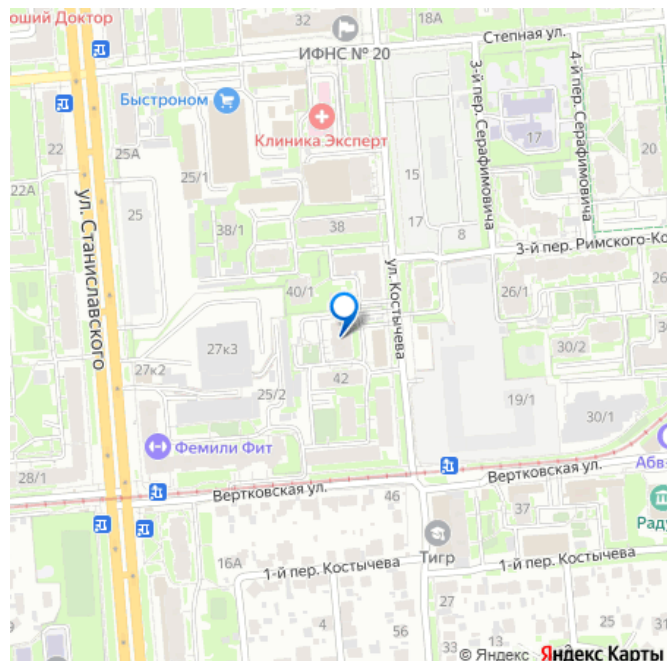 оший Доктор
32
18А
ИФНС № 20
Степная ул.
Быстроном
Клиника Эксперт
3-й пер. Серафимовича
4-й пер. Серафимовича
17
20
22
25А
22А
25/1
15
ул. Станиславского
25
38/1
38
17
8
3-й пер. Римского-Ко
ул. Костычева
40/1
26/1
27к3
27к2
42
30/2
25/2
19/1
30/1
Фемили Фит
28/1
Абв-
Вертковская ул.
46
Вертковская ул.
37
Раду
16А
Тигр
1-й пер. Костычева
1-й пер. Костычева
27
4
56
33
25
31
© Яндекс Яндекс Карты